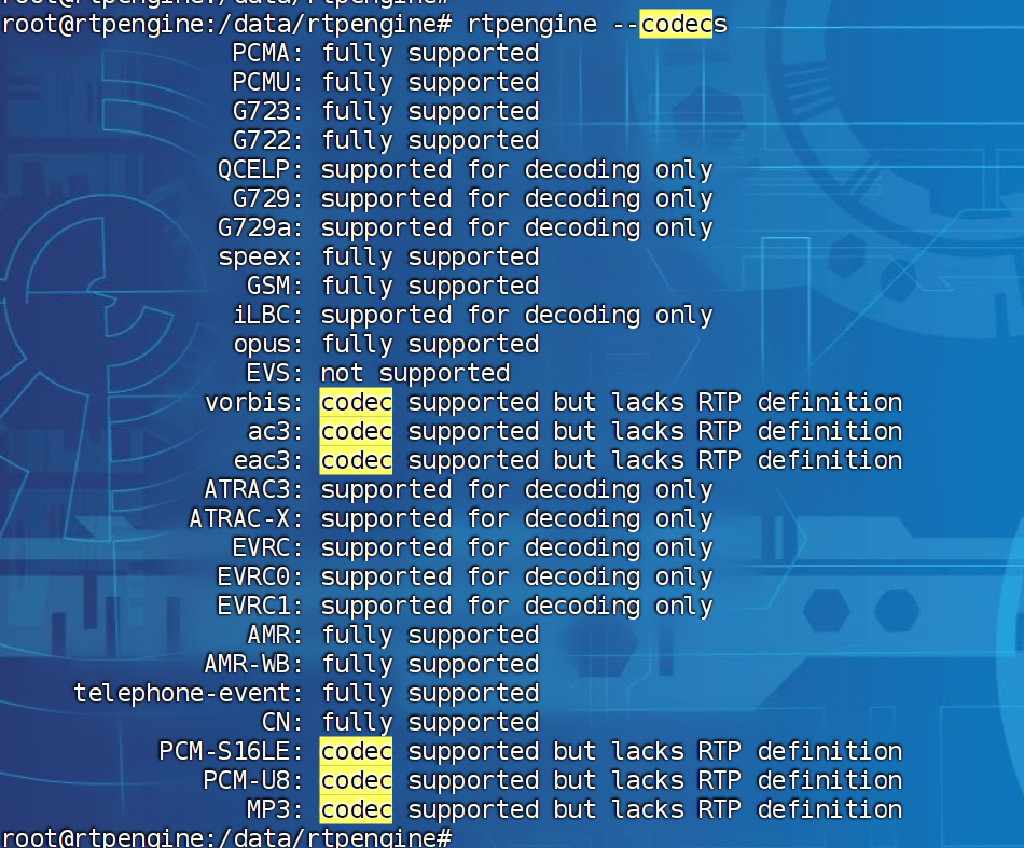 root@rtpengine:/data/rtpengine#
root@rtpengine:/data/rtpengine# rtpengine --codecs
PCMA: fully supported
PCMU: fully supported
G723: fully supported
G722: fully supported
QCELP: supported for decoding only
G729: supported for decoding only
G729a: supported for decoding only
speex: fully supported
GSM: fully supported
iLBC: supported for decoding only
opus: fully supported
EVS: not supported
vorbis: codec supported but lacks RTP definition
ac3: codec supported but lacks RTP definition
eac3: codec supported but lacks RTP definition
ATRAC3: supported for decoding only
ATRAC-X: supported for decoding only
EVRC: supported for decoding only
EVRC0: supported for decoding only
EVRC1: supported for decoding only
AMR: fully supported
AMR-WB: fully supported
telephone-event: fully supported
CN: fully supported
PCM-S16LE: codec supported but lacks RTP definition
PCM-U8: codec supported but lacks RTP definition
MP3: codec supported but lacks RTP definition
root@rtpengine:/data/rtpengine#